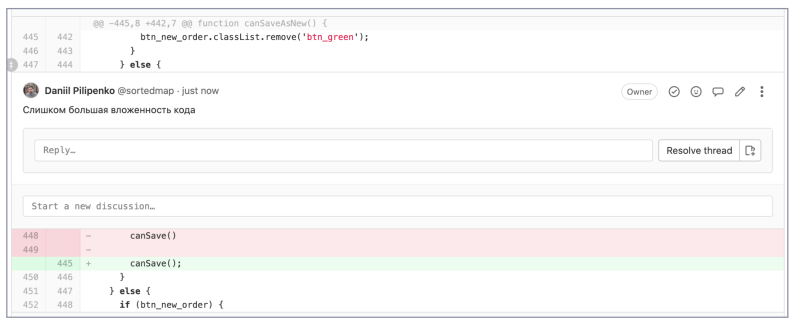 @@ -445,8 +442,7 @@ function canSaveAsNew() {
445 442 btn_new_order.classList.remove('btn_green');
446 443 }
447 444 } else {
Daniil Pilipenko @sortedmap · just now Owner
Слишком большая вложенность кода
Reply…
Resolve thread
Start a new discussion…
448 - canSave()
449 -
445 + canSave();
450 446 }
451 447 } else {
452 448 if (btn_new_order) {